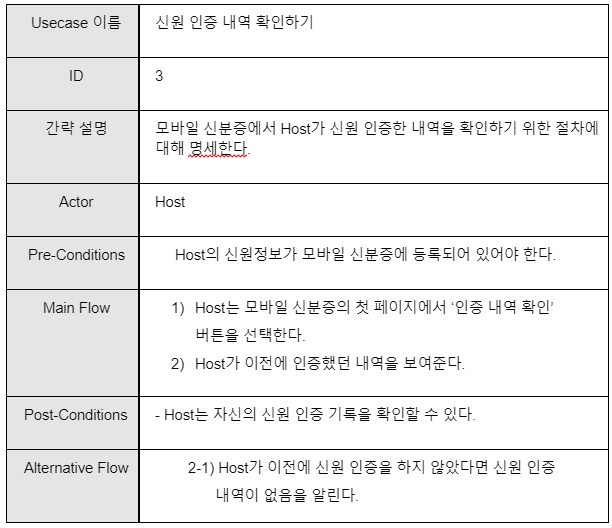 Usecase 이름
신원 인증 내역 확인하기
ID
3
간략 설명
모바일 신분증에서 Host가 신원 인증한 내역을 확인하기 위한 절차에
대해 명세한다.
Actor
Host
Pre-Conditions
Host의 신원정보가 모바일 신분증에 등록되어 있어야 한다.
Main Flow
1) Host는 모바일 신분증의 첫 페이지에서 ‘인증 내역 확인’
버튼을 선택한다.
2) Host가 이전에 인증했던 내역을 보여준다.
Post-Conditions
- Host는 자신의 신원 인증 기록을 확인할 수 있다.
Alternative Flow
2-1) Host가 이전에 신원 인증을 하지 않았다면 신원 인증
내역이 없음을 알린다.